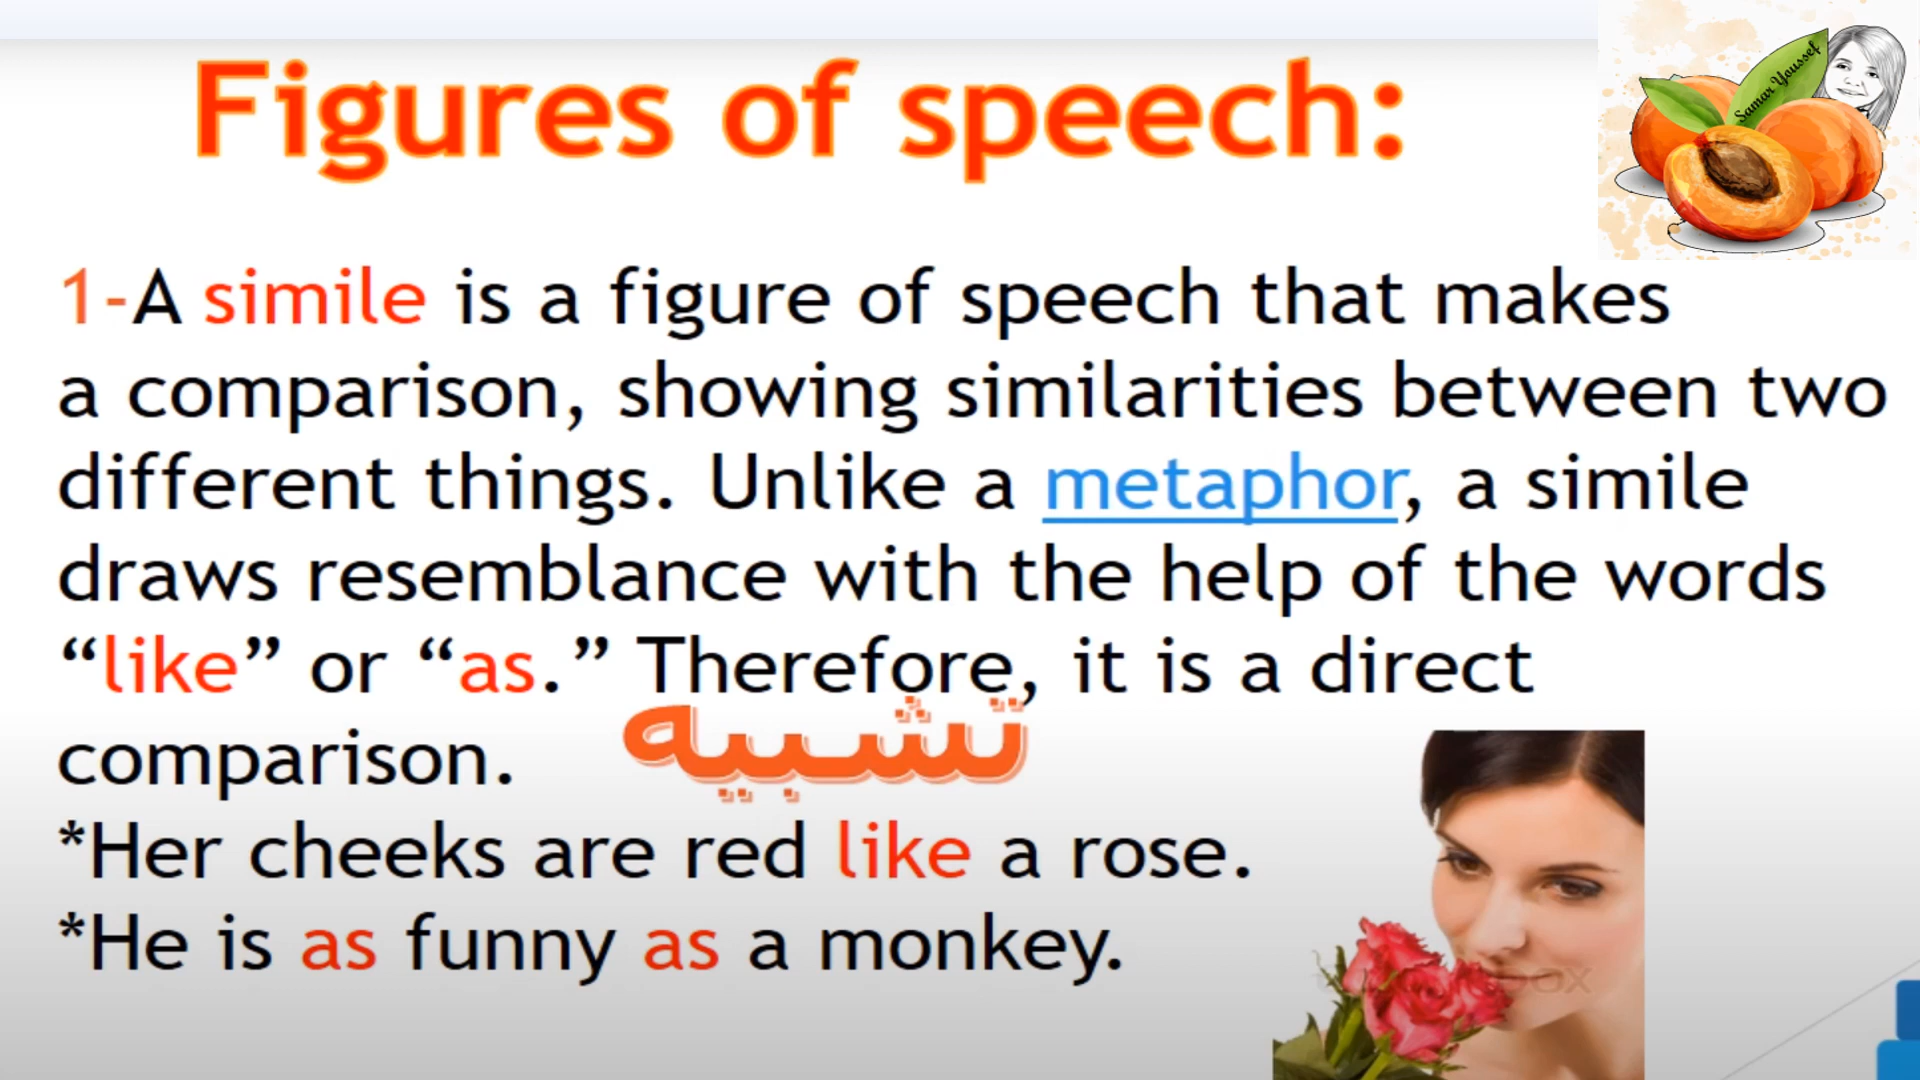 Figures of speech:
Samar Youssef
1-A simile is a figure of speech that makes
a comparison, showing similarities between two
different things. Unlike a metaphor, a simile
draws resemblance with the help of the words
“like” or “as.” Therefore, it is a direct
comparison. تشبيه
*Her cheeks are red like a rose.
*He is as funny as a monkey.